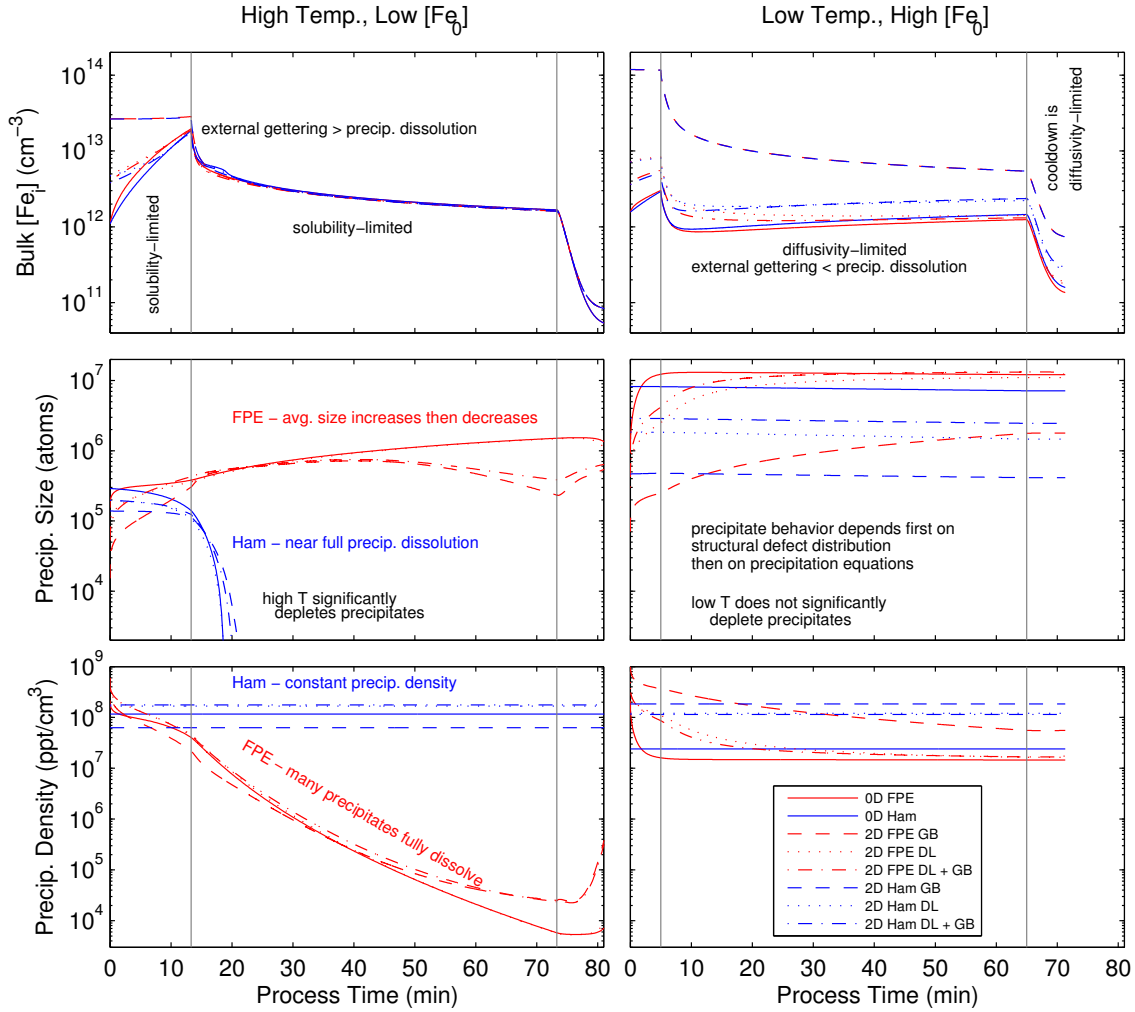 High Temp., Low [Fe0]
Low Temp., High [Fe0]
Bulk [Fei] (cm−3)
10^14
10^13
10^12
10^11
external gettering > precip. dissolution
solubility−limited
solubility−limited
cooldown is
diffusivity−limited
diffusivity−limited
external gettering < precip. dissolution
Precip. Size (atoms)
10^7
10^6
10^5
10^4
FPE − avg. size increases then decreases
Ham − near full precip. dissolution
high T significantly
depletes precipitates
precipitate behavior depends first on
structural defect distribution
then on precipitation equations
low T does not significantly
deplete precipitates
Precip. Density (ppt/cm3)
10^9
10^8
10^7
10^6
10^5
10^4
Ham − constant precip. density
FPE − many precipitates fully dissolve
0D FPE
0D Ham
2D FPE GB
2D FPE DL
2D FPE DL + GB
2D Ham GB
2D Ham DL
2D Ham DL + GB
0 10 20 30 40 50 60 70 80
0 10 20 30 40 50 60 70 80
Process Time (min)
Process Time (min)